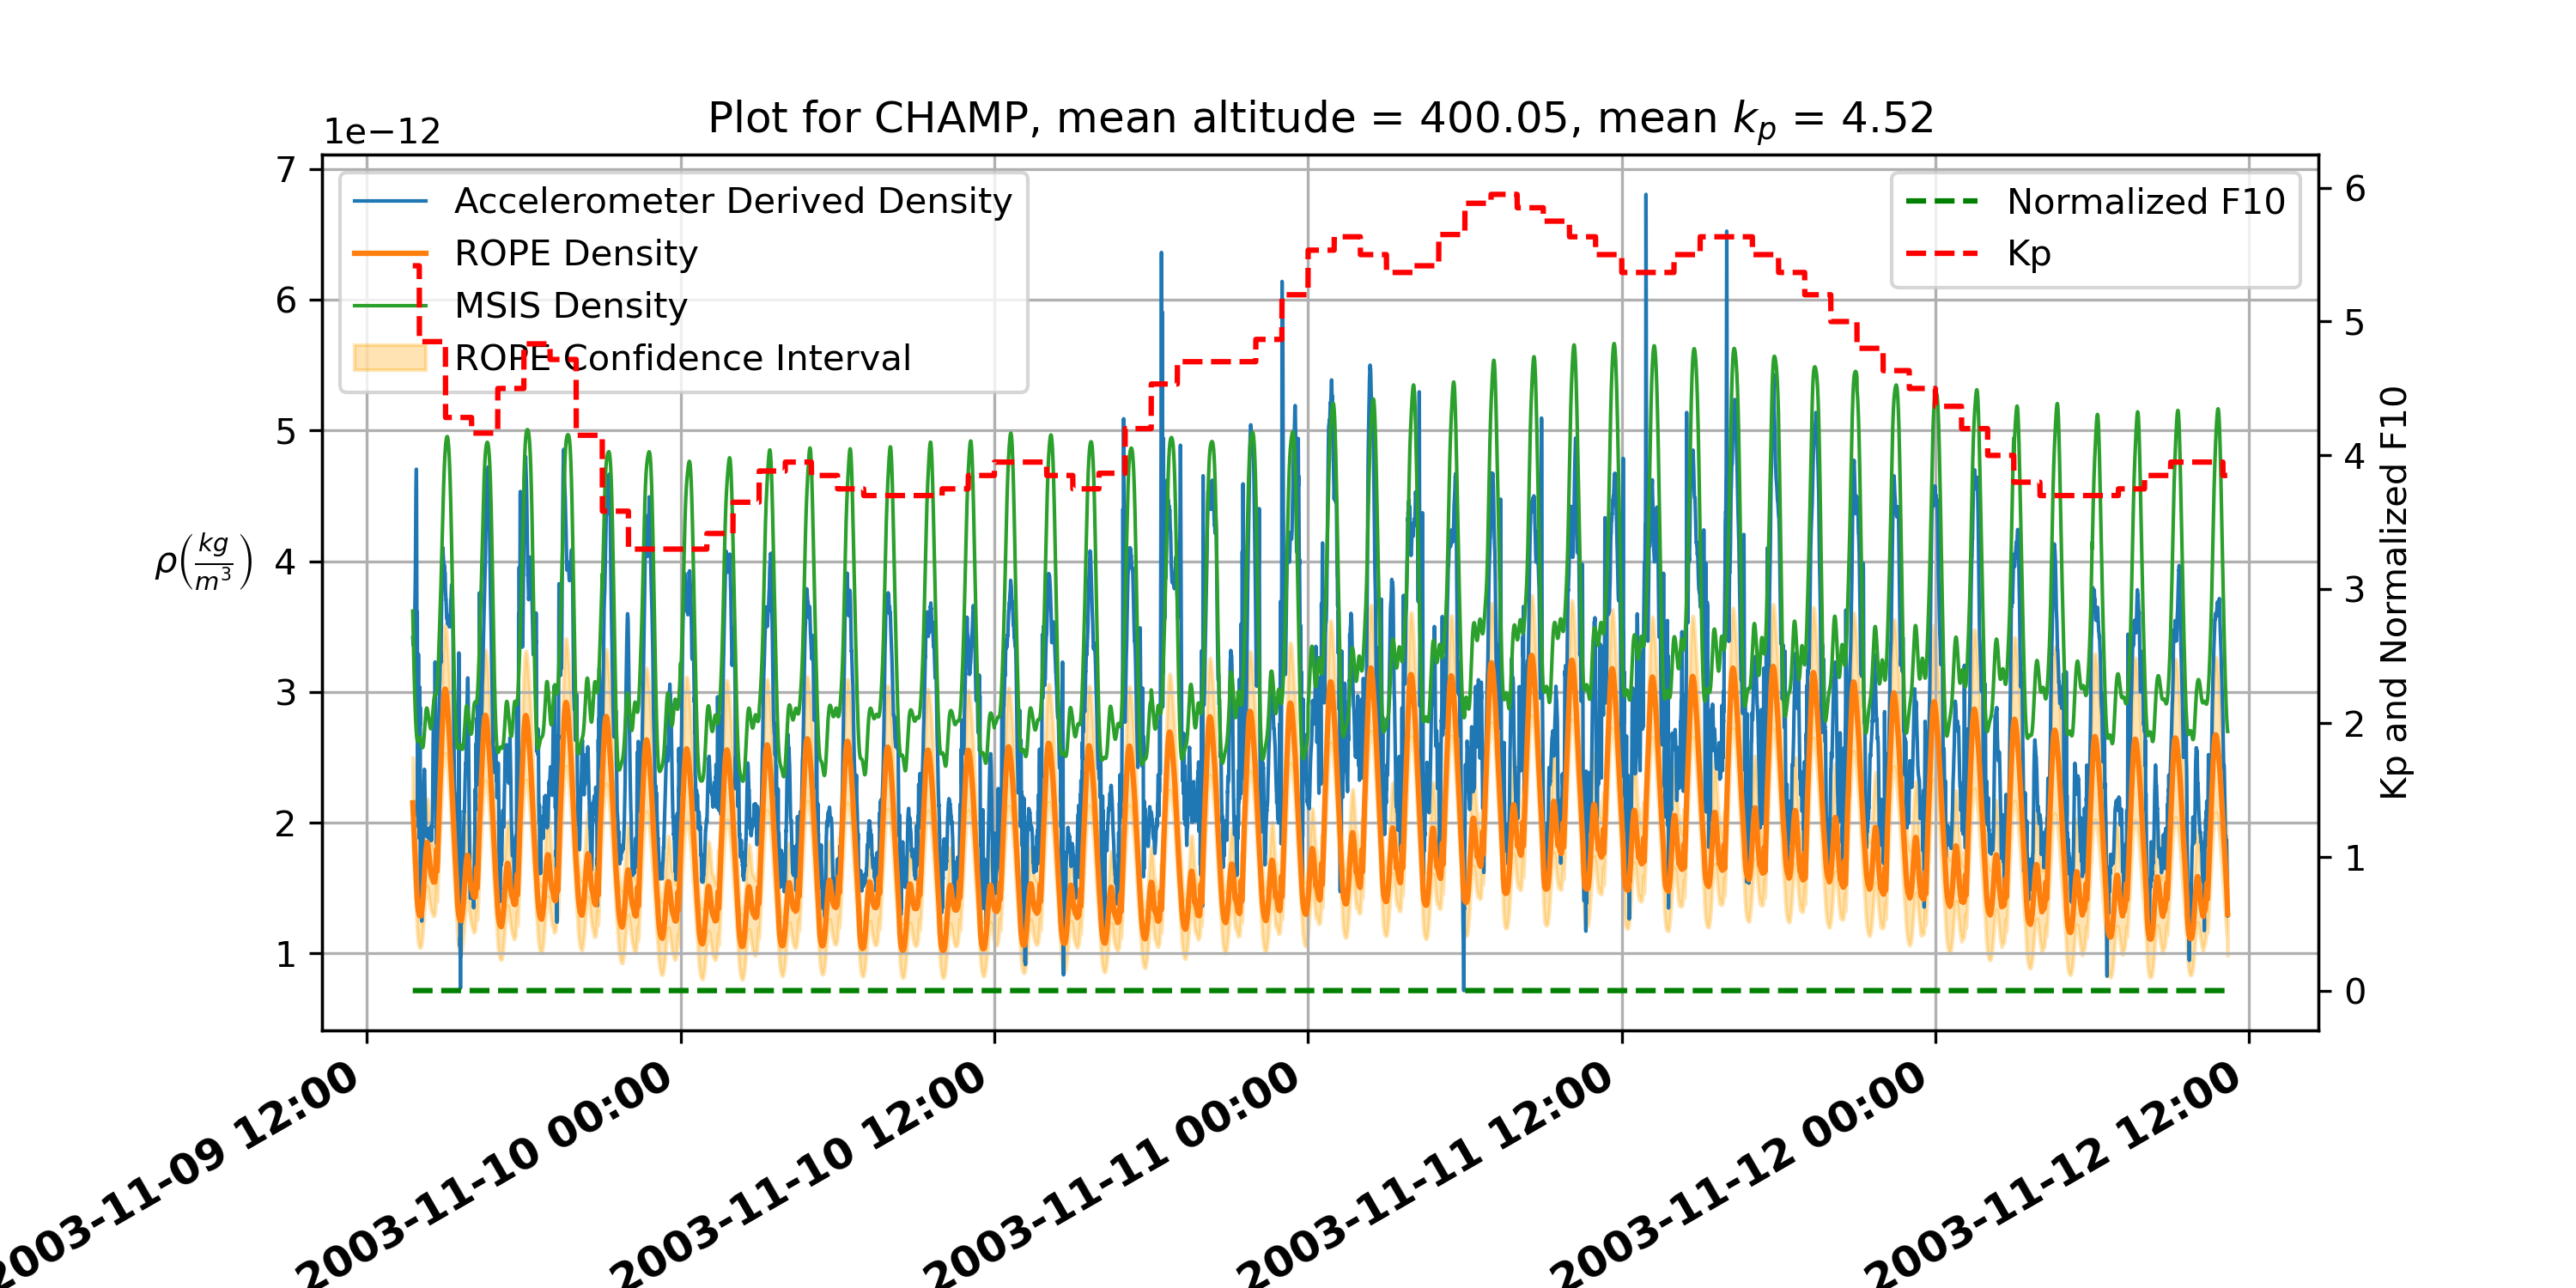 Plot for CHAMP, mean altitude = 400.05, mean kₚ = 4.52
1e−12
7
6
5
4
3
2
1
ρ(kg/m³)
Accelerometer Derived Density
ROPE Density
MSIS Density
ROPE Confidence Interval
Normalized F10
Kp
6
5
4
3
2
1
0
Kp and Normalized F10
2003-11-09 12:00
2003-11-10 00:00
2003-11-10 12:00
2003-11-11 00:00
2003-11-11 12:00
2003-11-12 00:00
2003-11-12 12:00